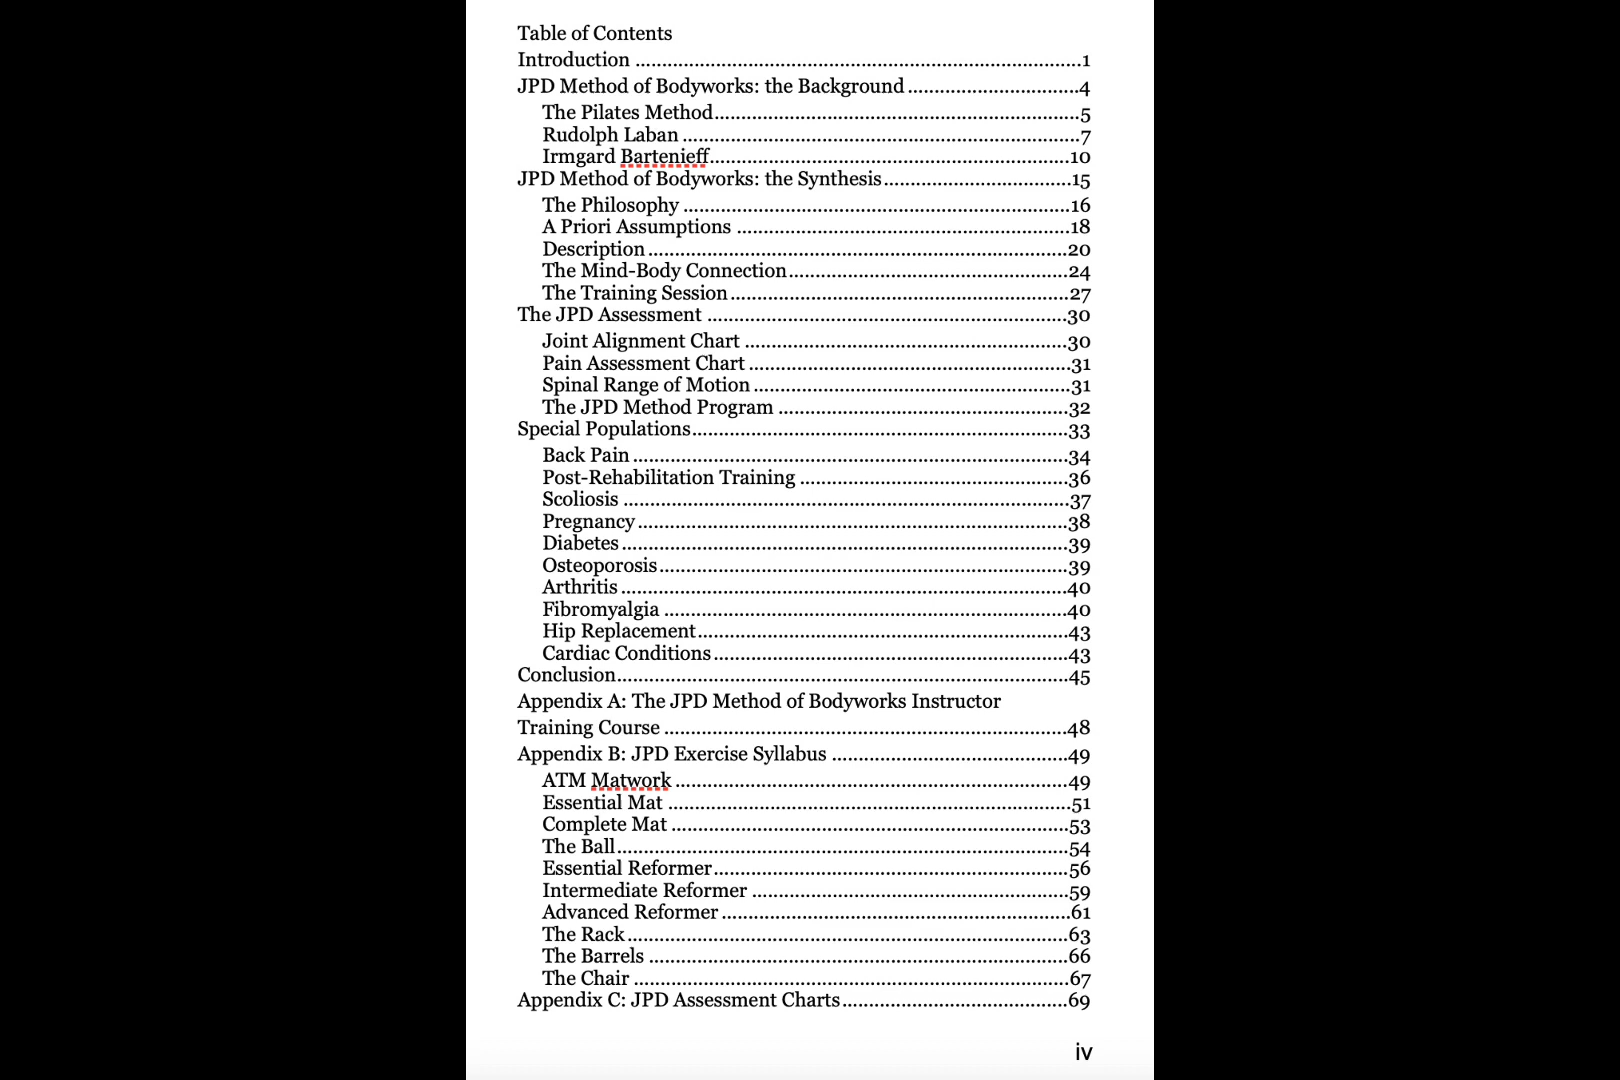 Table of Contents
Introduction ........................................................................1
JPD Method of Bodyworks: the Background ............................4
The Pilates Method...........................................................5
Rudolph Laban ................................................................7
Irmgard Bartenieff..........................................................10
JPD Method of Bodyworks: the Synthesis..............................15
The Philosophy ...............................................................16
A Priori Assumptions ......................................................18
Description .....................................................................20
The Mind-Body Connection.............................................24
The Training Session .......................................................27
The JPD Assessment ..........................................................30
Joint Alignment Chart ....................................................30
Pain Assessment Chart ....................................................31
Spinal Range of Motion ...................................................31
The JPD Method Program ...............................................32
Special Populations.............................................................33
Back Pain .......................................................................34
Post-Rehabilitation Training ...........................................36
Scoliosis .........................................................................37
Pregnancy .......................................................................38
Diabetes .........................................................................39
Osteoporosis ...................................................................39
Arthritis .........................................................................40
Fibromyalgia ..................................................................40
Hip Replacement.............................................................43
Cardiac Conditions ..........................................................43
Conclusion..........................................................................45
Appendix A: The JPD Method of Bodyworks Instructor
Training Course ..................................................................48
Appendix B: JPD Exercise Syllabus ......................................49
ATM Matwork .................................................................49
Essential Mat ..................................................................51
Complete Mat ..................................................................53
The Ball...........................................................................54
Essential Reformer...........................................................56
Intermediate Reformer ....................................................59
Advanced Reformer .........................................................61
The Rack .........................................................................63
The Barrels .....................................................................66
The Chair ........................................................................67
Appendix C: JPD Assessment Charts.....................................69
iv